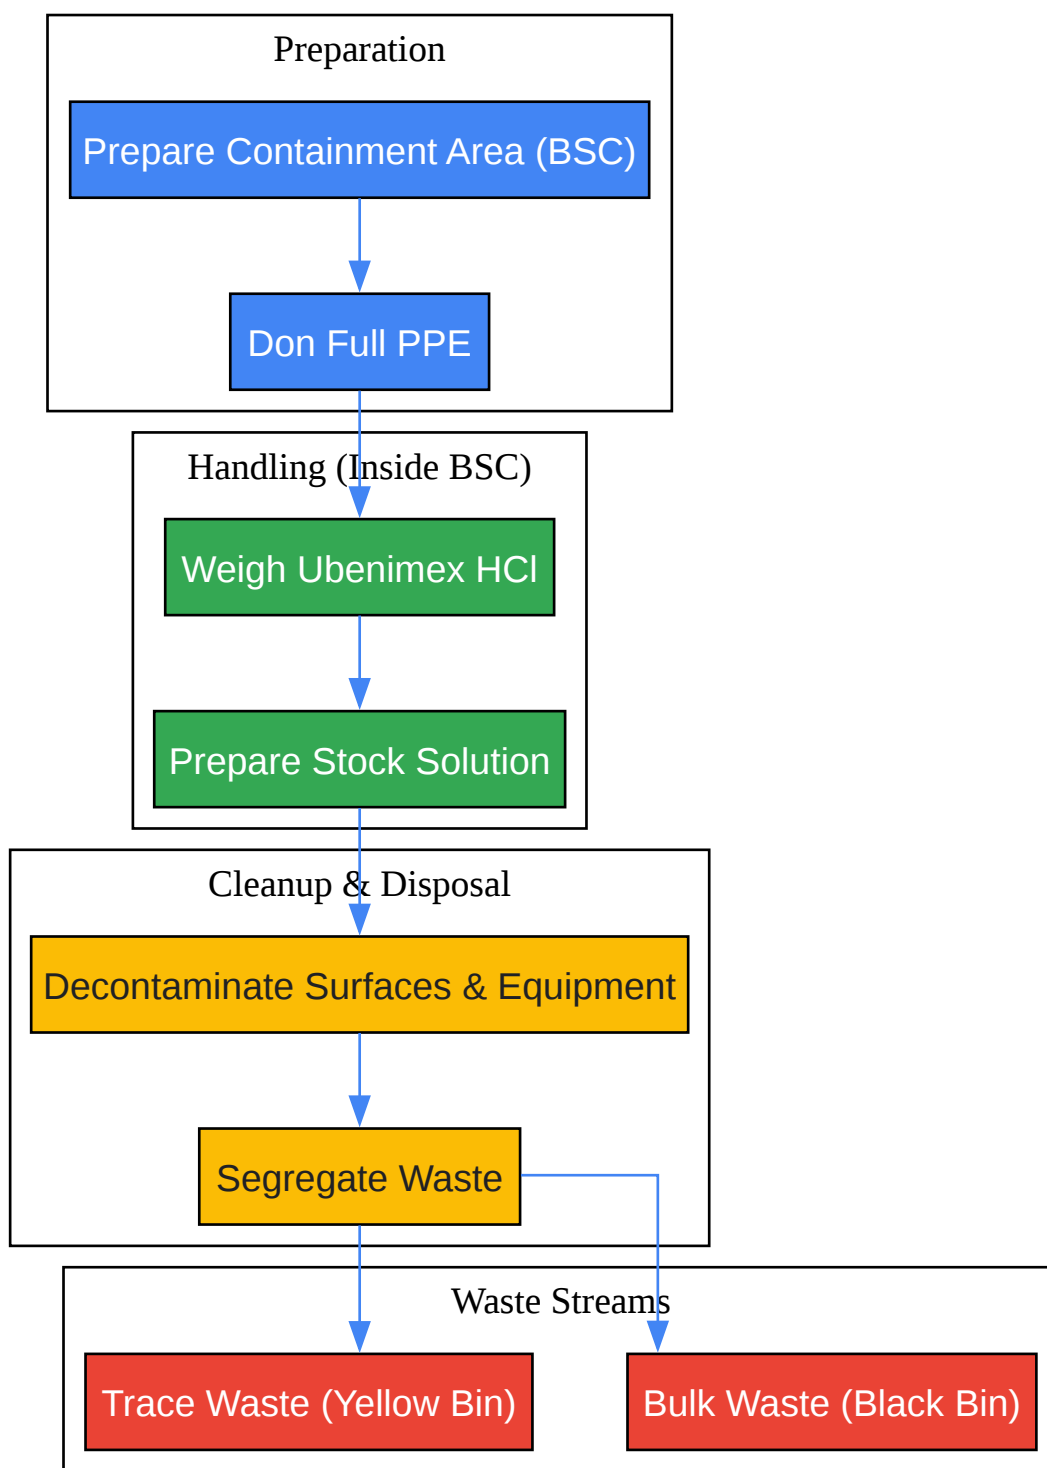 Preparation
Prepare Containment Area (BSC)
Don Full PPE
Handling (Inside BSC)
Weigh Ubenimex HCl
Prepare Stock Solution
Cleanup & Disposal
Decontaminate Surfaces & Equipment
Segregate Waste
Waste Streams
Trace Waste (Yellow Bin)
Bulk Waste (Black Bin)